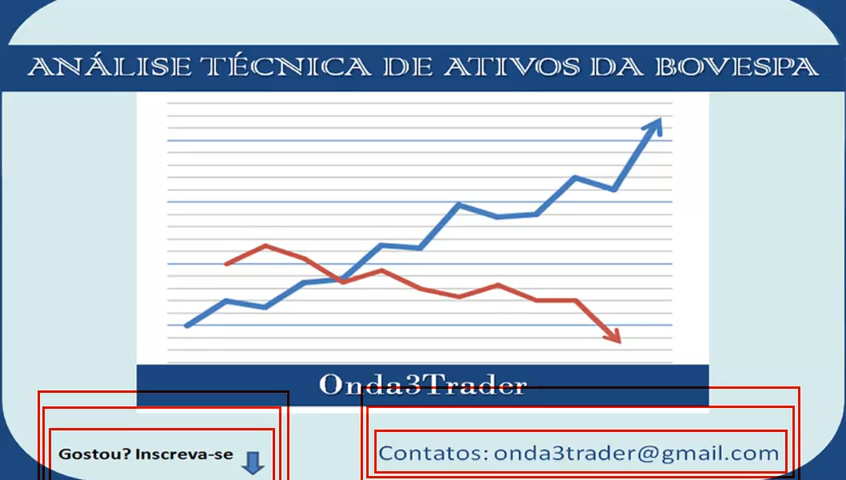 ANÁLISE TÉCNICA DE ATIVOS DA BOVESPA
Onda3Trader
Gostou? Inscreva-se
Contatos: onda3trader@gmail.com